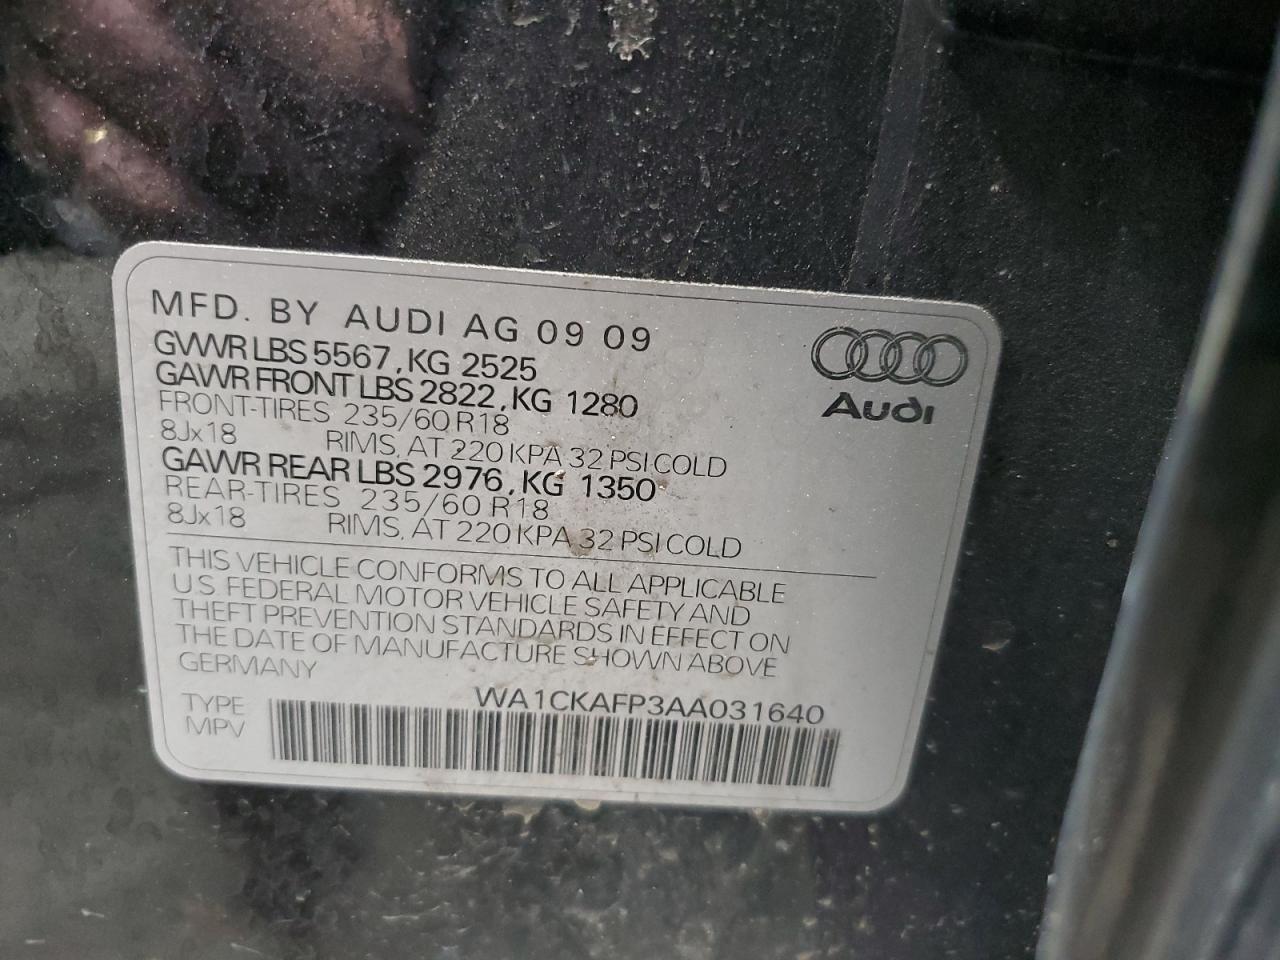 MFD. BY AUDI AG 09 09
GVWR LBS 5567, KG 2525
GAWR FRONT LBS 2822, KG 1280
FRONT-TIRES 235/60 R18
8Jx18 RIMS, AT 220 KPA 32 PSI COLD
GAWR REAR LBS 2976, KG 1350
REAR-TIRES 235/60 R18
8Jx18 RIMS, AT 220 KPA 32 PSI COLD
Audi
THIS VEHICLE CONFORMS TO ALL APPLICABLE
U.S. FEDERAL MOTOR VEHICLE SAFETY AND
THEFT PREVENTION STANDARDS IN EFFECT ON
THE DATE OF MANUFACTURE SHOWN ABOVE
GERMANY
WA1CKAFP3AA031640
TYPE
MPV